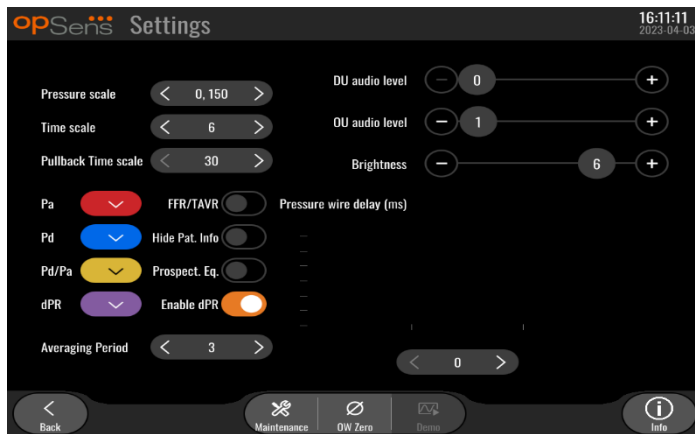 opSens Settings
16:11:11
2023-04-03
Pressure scale
0, 150
Time scale
6
Pullback Time scale
30
DU audio level
0
OU audio level
1
Brightness
6
Pa
FFR/TAVR
Pressure wire delay (ms)
Pd
Hide Pat. Info
Pd/Pa
Prospect. Eq.
dPR
Enable dPR
Averaging Period
3
0
Back
Maintenance
OW Zero
Demo
Info